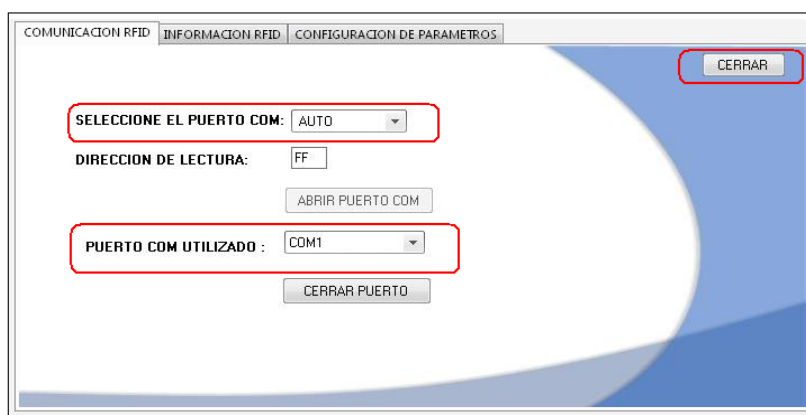 COMUNICACION RFID INFORMACION RFID CONFIGURACION DE PARAMETROS
CERRAR
SELECCIONE EL PUERTO COM: AUTO
DIRECCION DE LECTURA: FF
ABRIR PUERTO COM
PUERTO COM UTILIZADO : COM1
CERRAR PUERTO